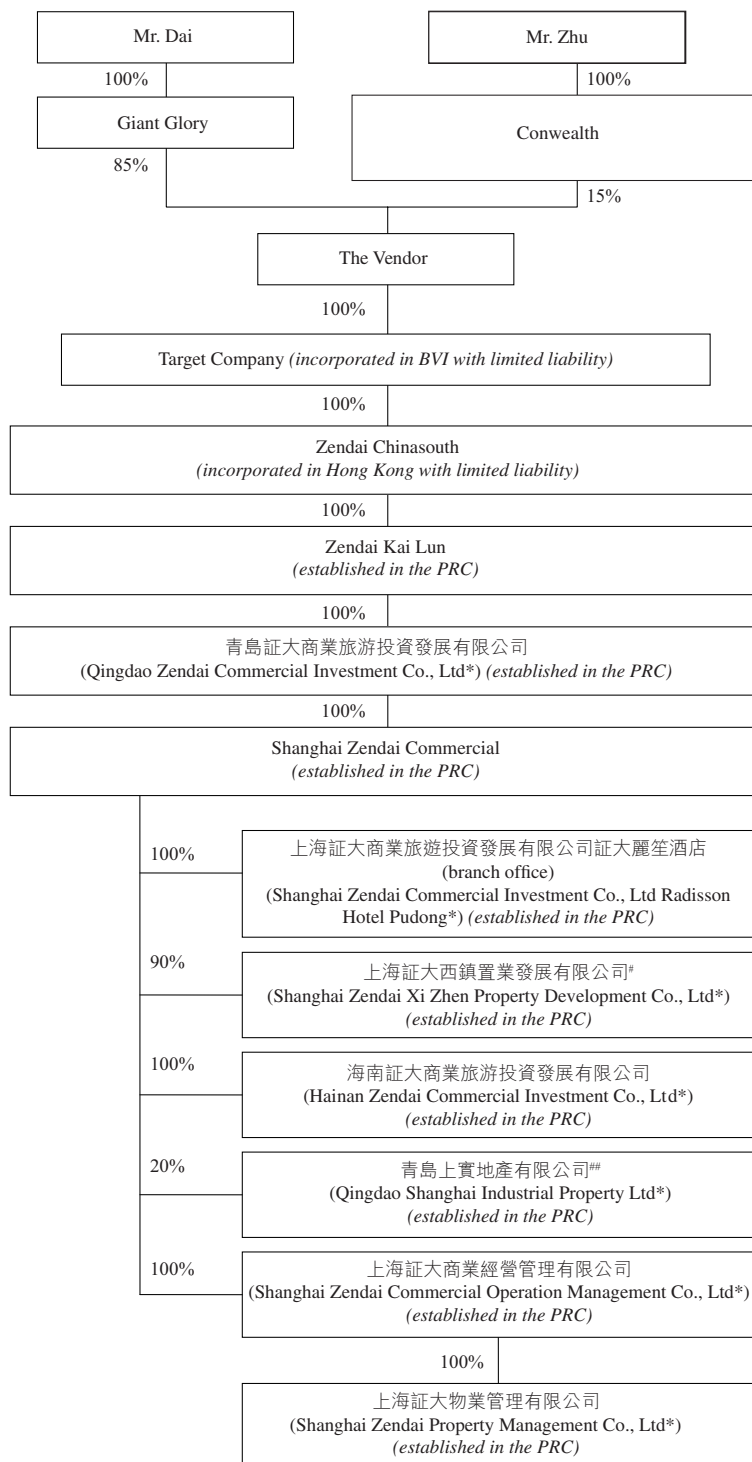 Mr. Dai
Mr. Zhu
100%
100%
Giant Glory
Conwealth
85%
15%
The Vendor
100%
Target Company (incorporated in BVI with limited liability)
100%
Zendai Chinasouth
(incorporated in Hong Kong with limited liability)
100%
Zendai Kai Lun
(established in the PRC)
100%
青島証大商業旅游投資發展有限公司
(Qingdao Zendai Commercial Investment Co., Ltd*) (established in the PRC)
100%
Shanghai Zendai Commercial
(established in the PRC)
100%
上海証大商業旅遊投資發展有限公司証大麗笙酒店
(branch office)
(Shanghai Zendai Commercial Investment Co., Ltd Radisson
Hotel Pudong*) (established in the PRC)
90%
上海証大西鎮置業發展有限公司#
(Shanghai Zendai Xi Zhen Property Development Co., Ltd*)
(established in the PRC)
100%
海南証大商業旅游投資發展有限公司
(Hainan Zendai Commercial Investment Co., Ltd*)
(established in the PRC)
20%
青島上實地產有限公司##
(Qingdao Shanghai Industrial Property Ltd*)
(established in the PRC)
100%
上海証大商業經營管理有限公司
(Shanghai Zendai Commercial Operation Management Co., Ltd*)
(established in the PRC)
100%
上海証大物業管理有限公司
(Shanghai Zendai Property Management Co., Ltd*)
(established in the PRC)